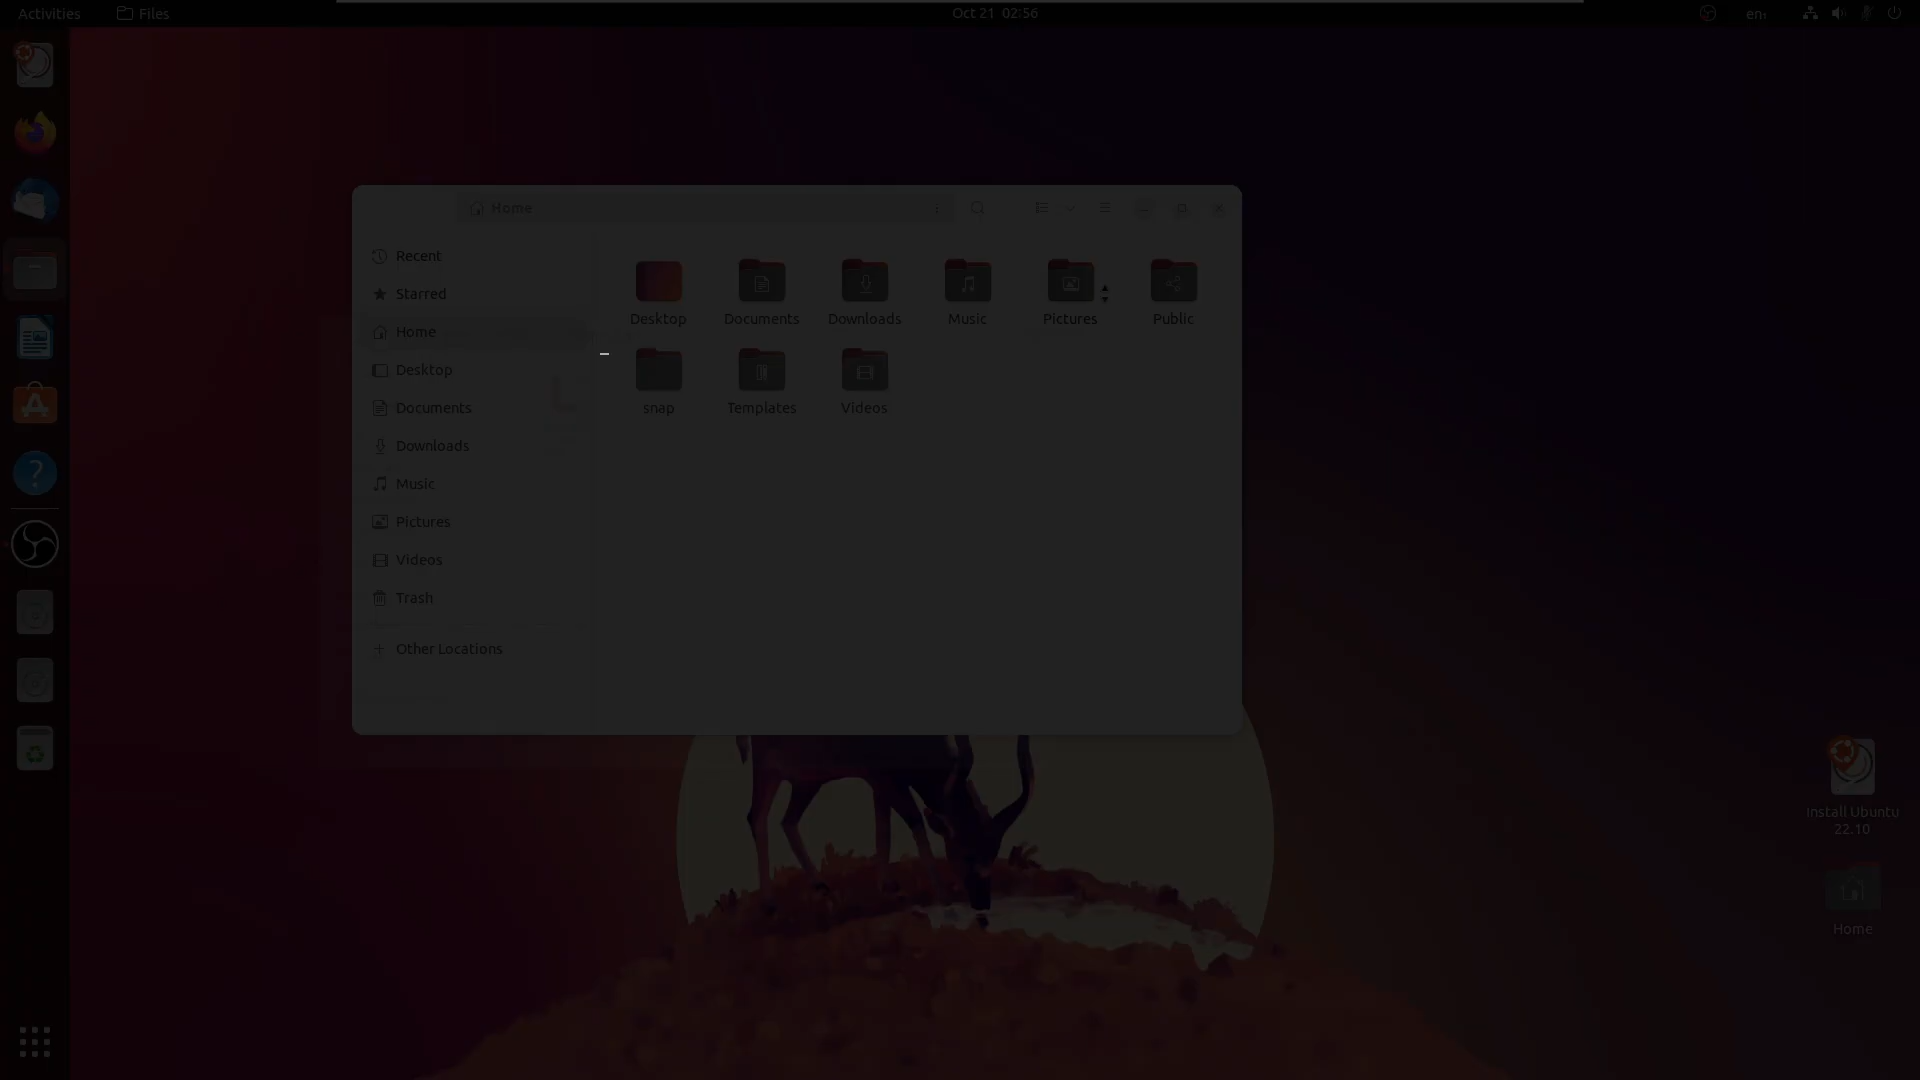 Activities Files Oct 21 02:56 en₁
Home
Recent
Starred
Home
Desktop
Documents
Downloads
Music
Pictures
Videos
Trash
Other Locations
Desktop Documents Downloads Music Pictures Public
snap Templates Videos
Install Ubuntu
22.10
Home